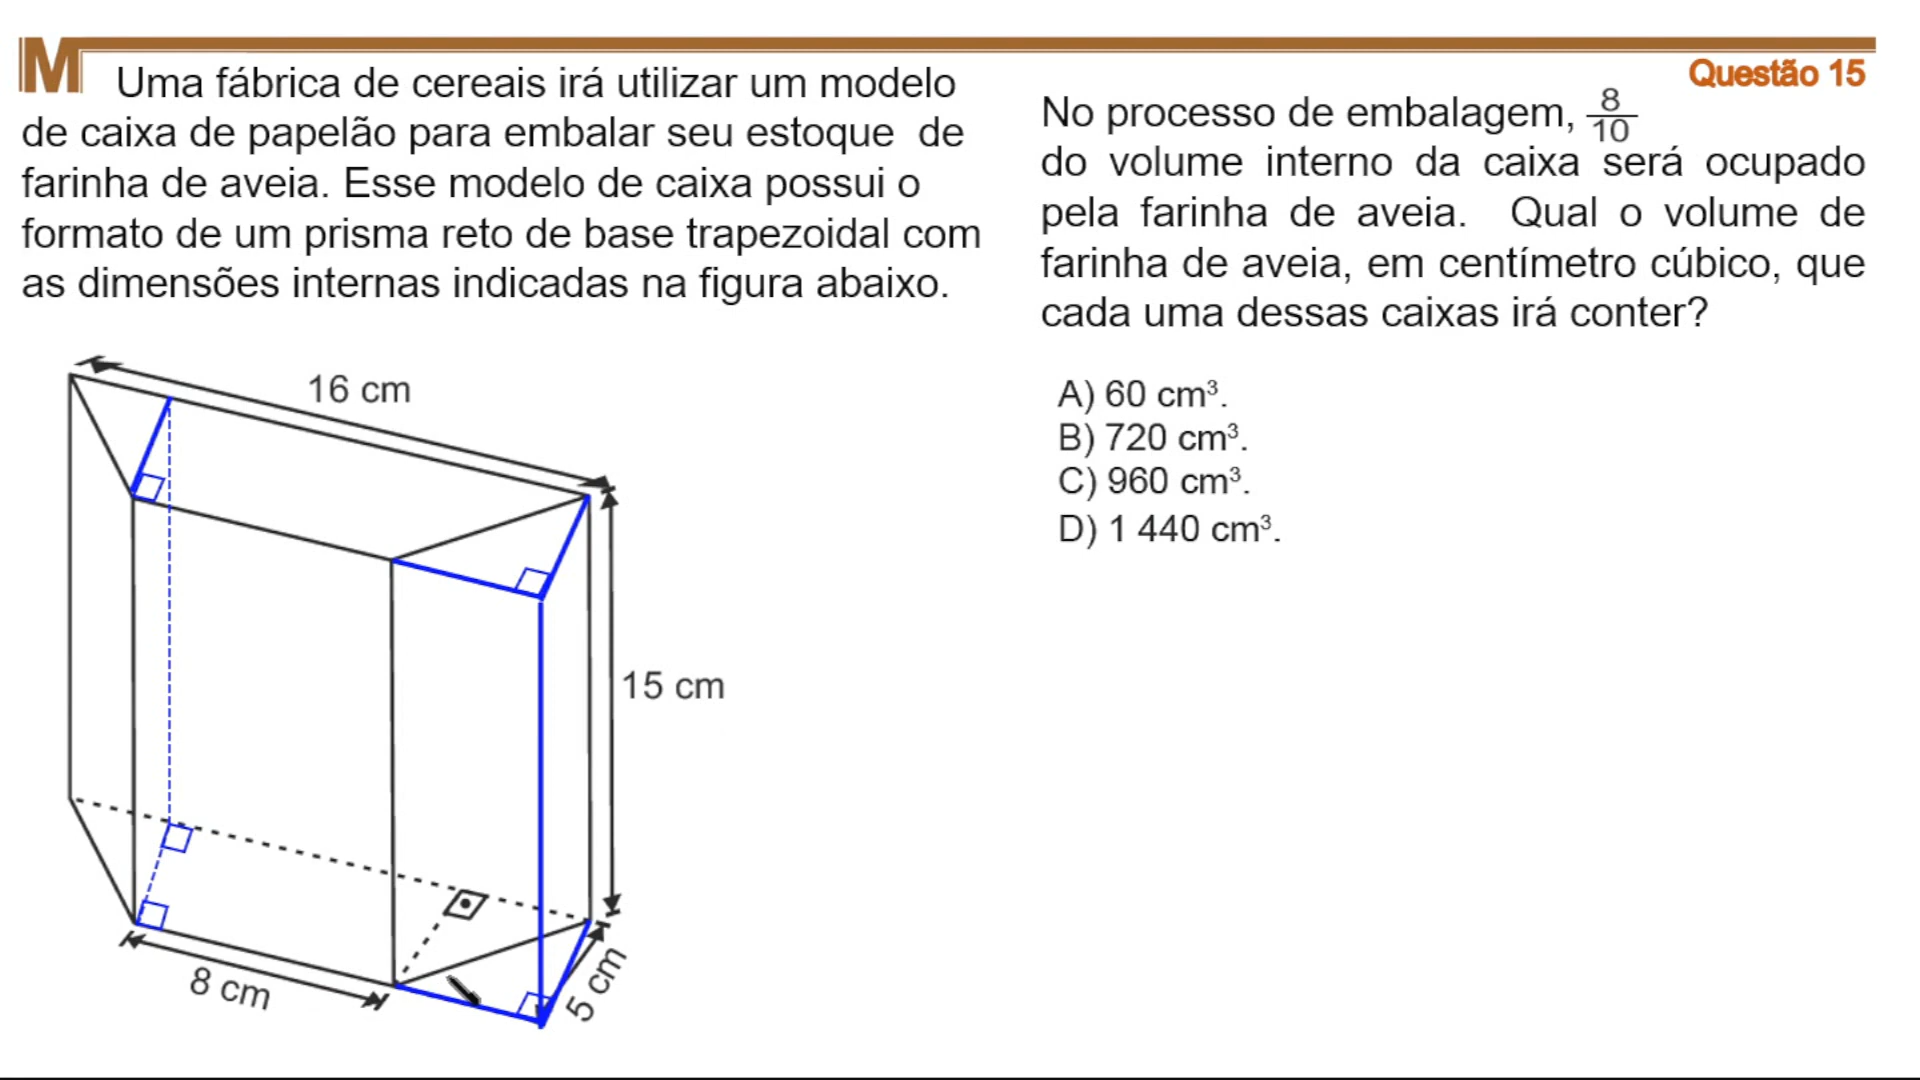 M
Uma fábrica de cereais irá utilizar um modelo
de caixa de papelão para embalar seu estoque de
farinha de aveia. Esse modelo de caixa possui o
formato de um prisma reto de base trapezoidal com
as dimensões internas indicadas na figura abaixo.
16 cm
15 cm
8 cm
5 cm
Questão 15
No processo de embalagem, 8/10
do volume interno da caixa será ocupado
pela farinha de aveia. Qual o volume de
farinha de aveia, em centímetro cúbico, que
cada uma dessas caixas irá conter?
A) 60 cm³.
B) 720 cm³.
C) 960 cm³.
D) 1 440 cm³.